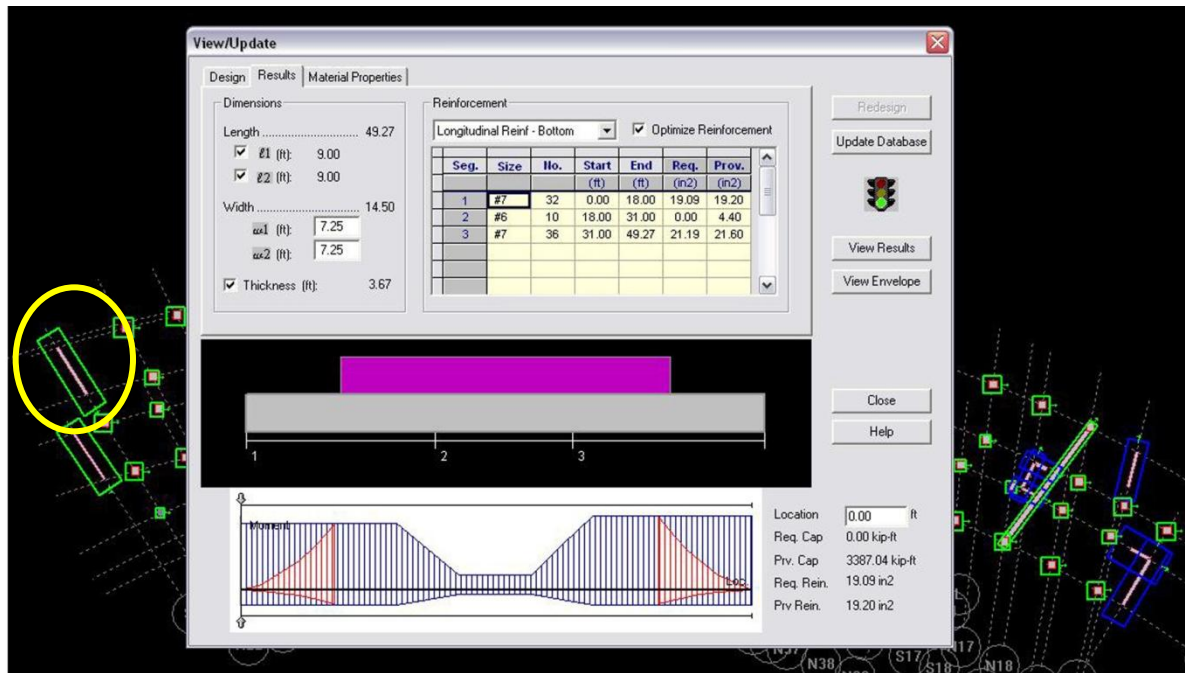 View/Update
Design Results Material Properties
Dimensions
Length ............................ 49.27
ℓ1 (ft): 9.00
ℓ2 (ft): 9.00
Width ............................ 14.50
w1 (ft): 7.25
w2 (ft): 7.25
Thickness (ft): 3.67
Reinforcement
Longitudinal Reinf - Bottom Optimize Reinforcement
Seg. Size No. Start End Req. Prov.
(ft) (ft) (in2) (in2)
1 #7 32 0.00 18.00 19.09 19.20
2 #6 10 18.00 31.00 0.00 4.40
3 #7 36 31.00 49.27 21.19 21.60
Redesign
Update Database
View Results
View Envelope
Close
Help
1 2 3
Moment
Loc.
Location 0.00 ft
Req. Cap 0.00 kip-ft
Prv. Cap 3387.04 kip-ft
Req. Rein. 19.09 in2
Prv Rein. 19.20 in2
N38
S17
S18
N18